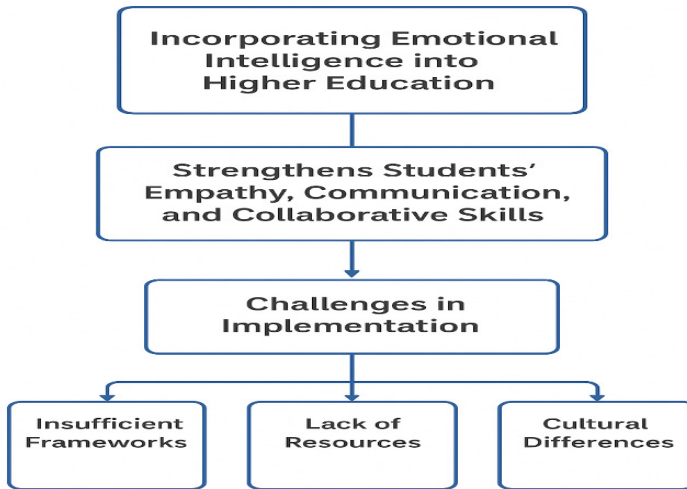 Incorporating Emotional
Intelligence into
Higher Education
Strengthens Students'
Empathy, Communication,
and Collaborative Skills
Challenges in
Implementation
Insufficient
Frameworks
Lack of
Resources
Cultural
Differences